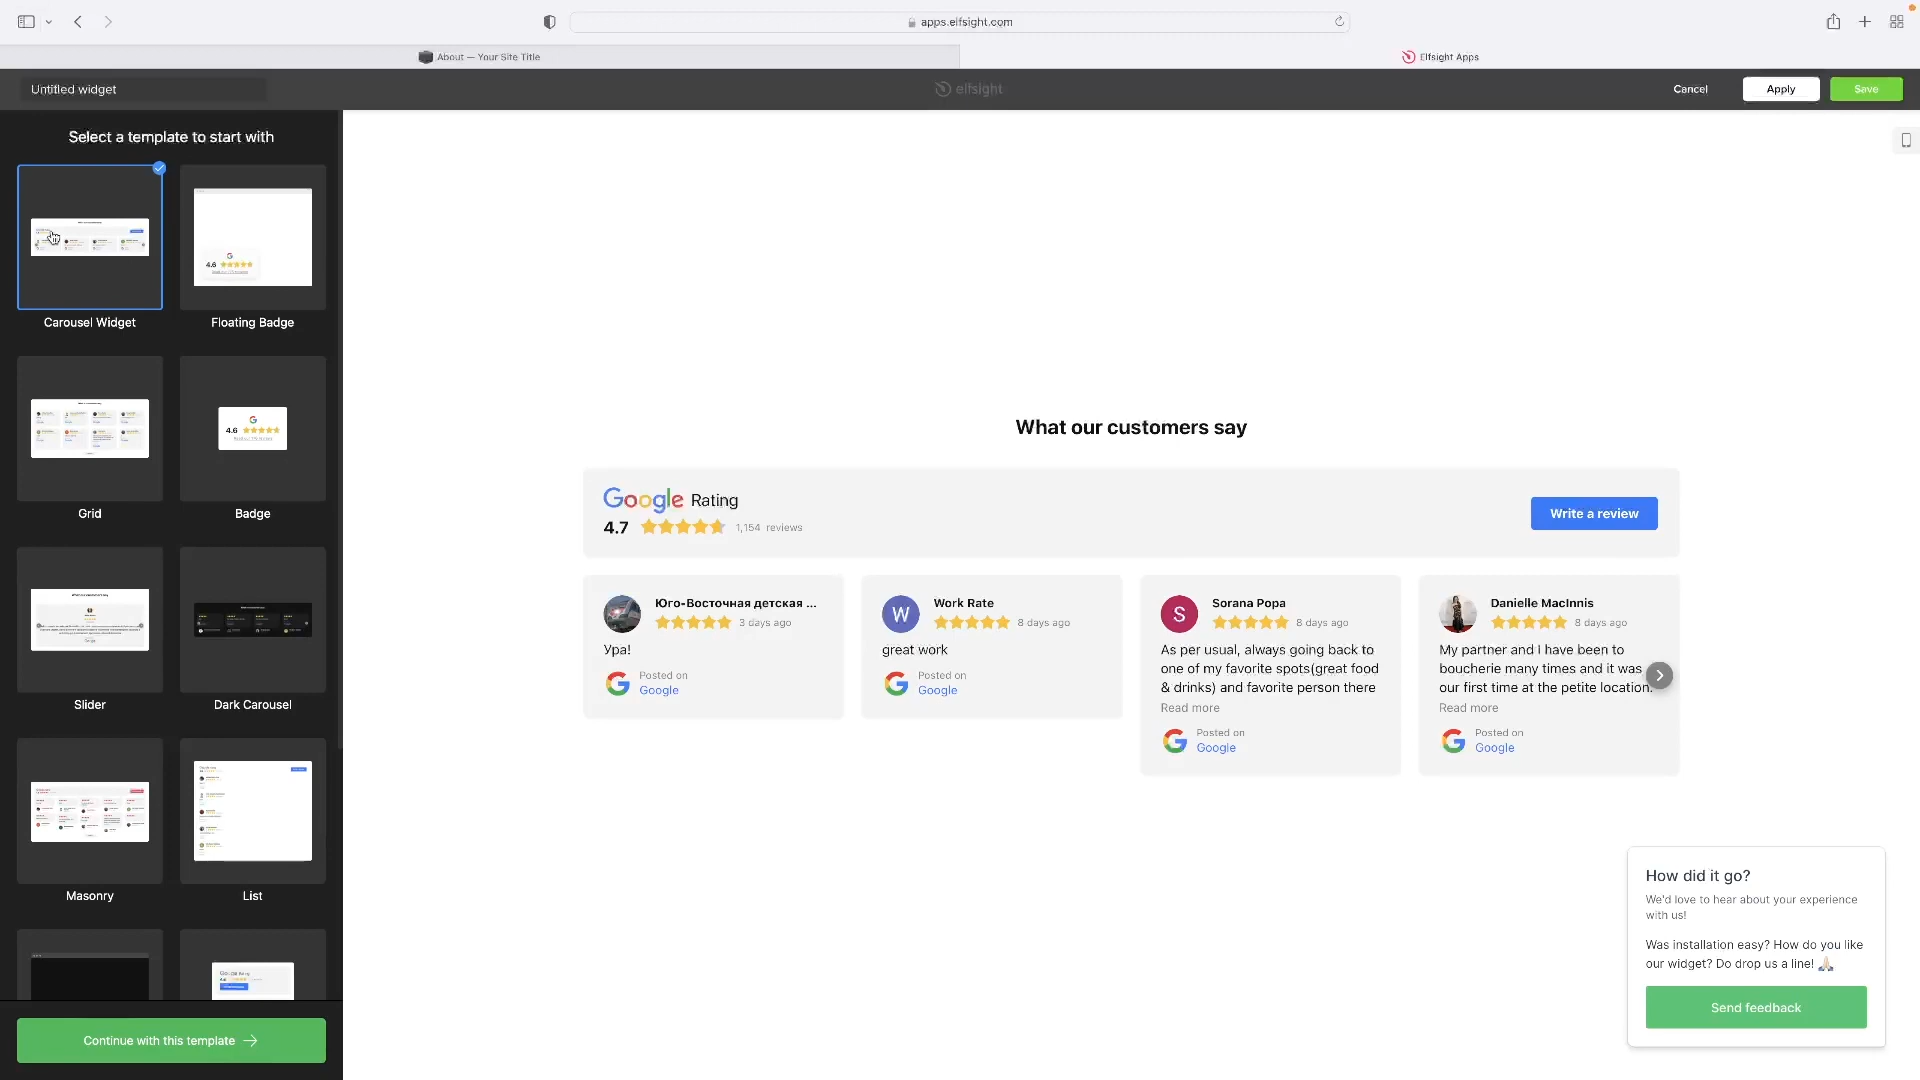 apps.elfsight.com
About — Your Site Title
Elfsight Apps
Untitled widget
elfsight
Cancel
Apply
Save
Select a template to start with
Carousel Widget
Floating Badge
4.6
Grid
Badge
4.6
Slider
Dark Carousel
Masonry
List
Continue with this template
What our customers say
Google Rating
4.7
1,154 reviews
Write a review
Юго-Восточная детская ...
3 days ago
Ура!
Posted on
Google
Work Rate
8 days ago
great work
Posted on
Google
Sorana Popa
8 days ago
As per usual, always going back to
one of my favorite spots(great food
& drinks) and favorite person there
Read more
Posted on
Google
Danielle MacInnis
8 days ago
My partner and I have been to
boucherie many times and it was
our first time at the petite location.
Read more
Posted on
Google
How did it go?
We'd love to hear about your experience
with us!
Was installation easy? How do you like
our widget? Do drop us a line! 🙏🏻
Send feedback